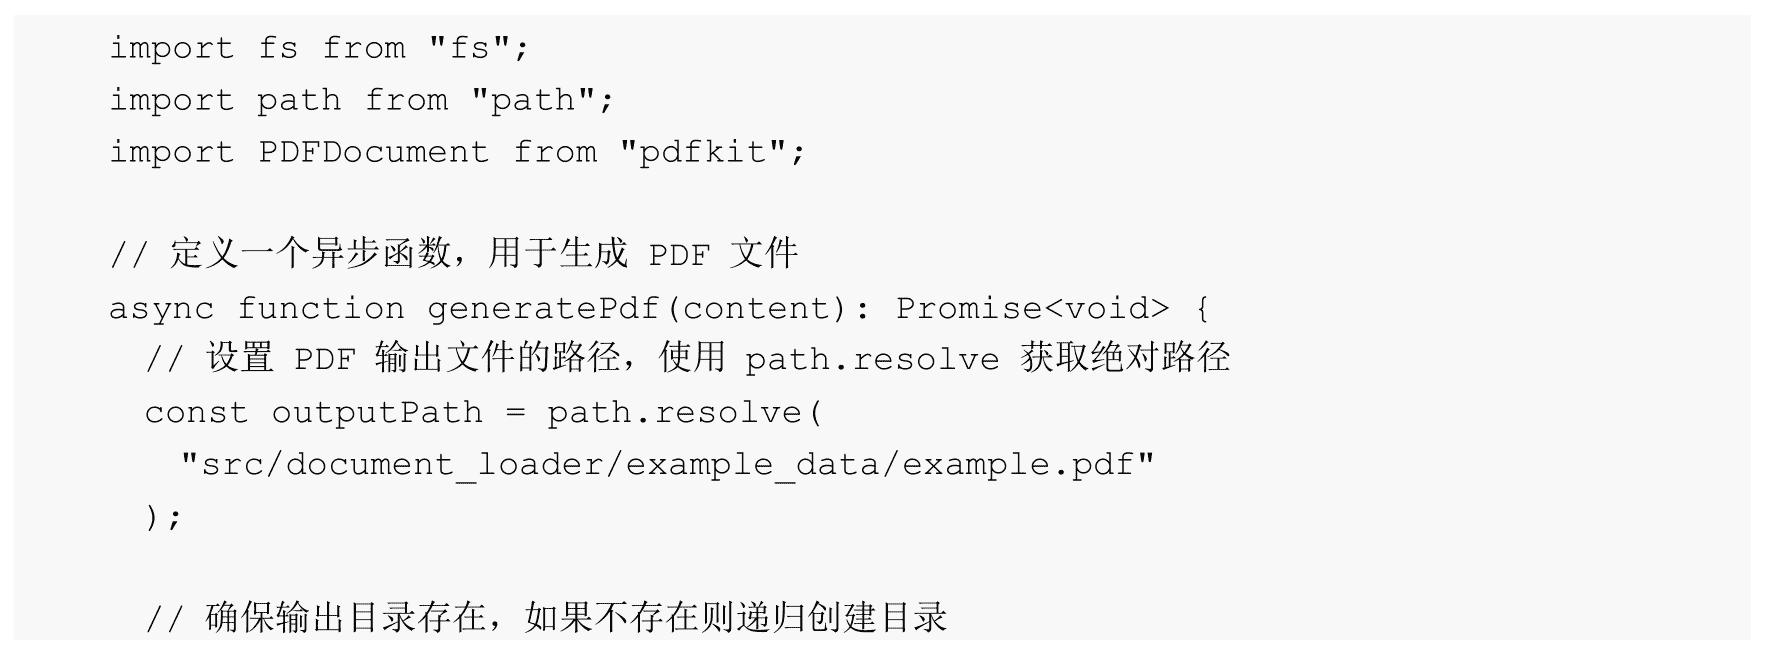 import fs from "fs";
import path from "path";
import PDFDocument from "pdfkit";

// 定义一个异步函数，用于生成 PDF 文件
async function generatePdf(content): Promise<void> {
  // 设置 PDF 输出文件的路径，使用 path.resolve 获取绝对路径
  const outputPath = path.resolve(
    "src/document_loader/example_data/example.pdf"
  );

  // 确保输出目录存在，如果不存在则递归创建目录